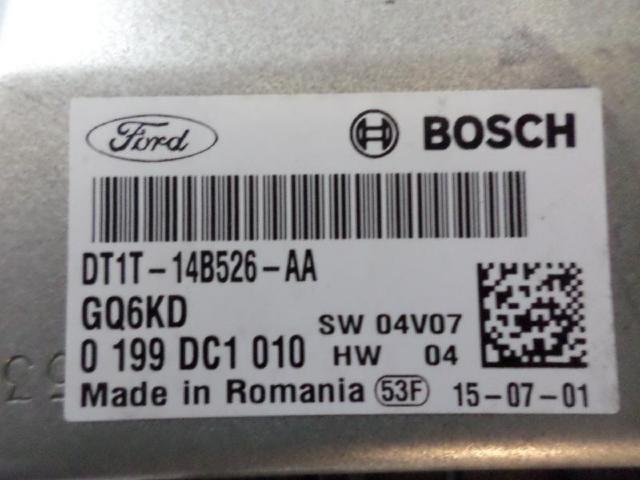 Ford BOSCH
DT1T-14B526-AA
GQ6KD
SW 04V07
0 199 DC1 010 HW 04
Made in Romania 53F 15-07-01